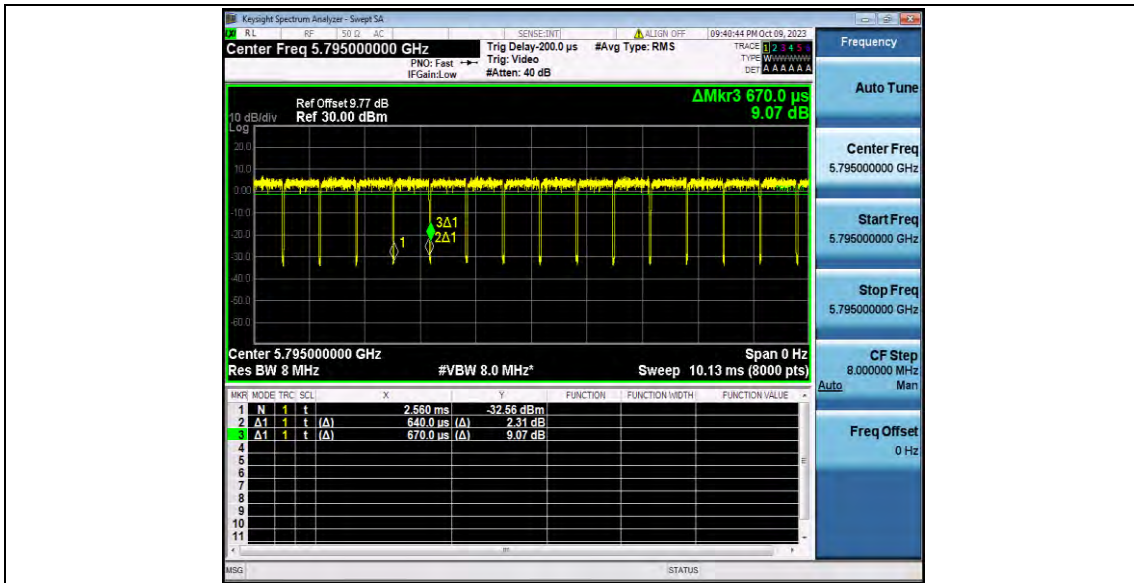 Keysight Spectrum Analyzer - Swept SA
RL RF 50 Ω AC SENSE:INT ALIGN OFF 09:40:44 PM Oct 09, 2023
Center Freq 5.795000000 GHz
PNO: Fast
IFGain:Low
Trig Delay-200.0 µs
Trig: Video
#Atten: 40 dB
#Avg Type: RMS
TRACE 1 2 3 4 5 6
TYPE WWWWWW
DET A A A A A A
ΔMkr3 670.0 µs
9.07 dB
Ref Offset 9.77 dB
10 dB/div Ref 30.00 dBm
Log
20.0
10.0
0.00
-10.0
-20.0
-30.0
-40.0
-50.0
-60.0
1
3Δ1
2Δ1
Center 5.795000000 GHz Span 0 Hz
Res BW 8 MHz #VBW 8.0 MHz* Sweep 10.13 ms (8000 pts)
MKR MODE TRC SCL X Y FUNCTION FUNCTION WIDTH FUNCTION VALUE
1 N 1 t 2.560 ms -32.56 dBm
2 Δ1 1 t (Δ) 640.0 µs (Δ) 2.31 dB
3 Δ1 1 t (Δ) 670.0 µs (Δ) 9.07 dB
4
5
6
7
8
9
10
11
MSG STATUS
Frequency
Auto Tune
Center Freq
5.795000000 GHz
Start Freq
5.795000000 GHz
Stop Freq
5.795000000 GHz
CF Step
8.000000 MHz
Auto Man
Freq Offset
0 Hz